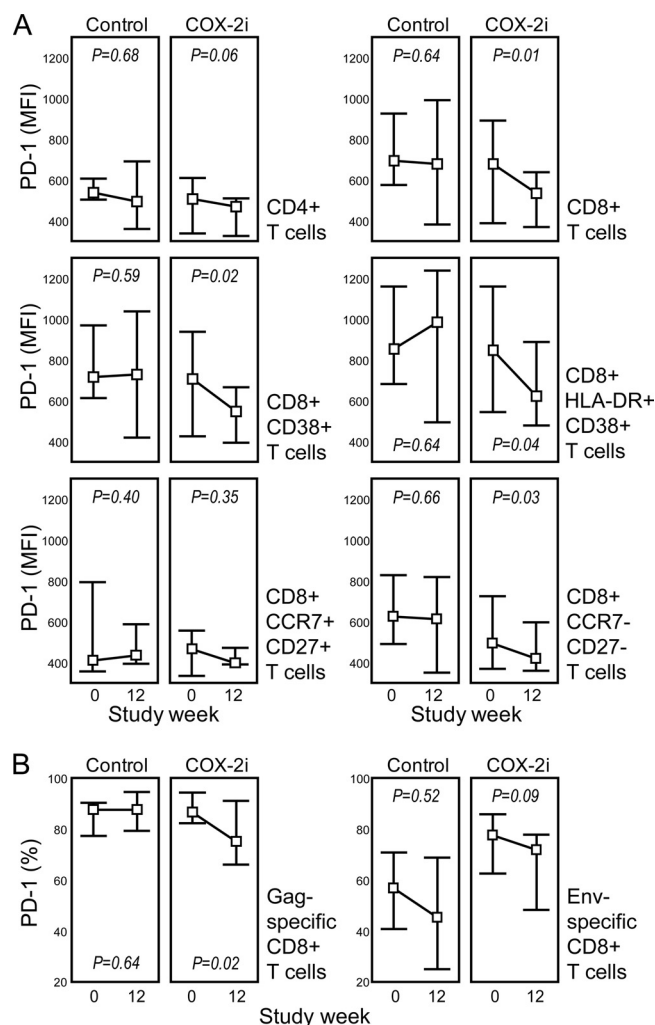 A
Control COX-2i Control COX-2i
PD-1 (MFI)
1200
1000
800
600
400
P=0.68 P=0.06
CD4+
T cells
P=0.64 P=0.01
1200
1000
800
600
400
CD8+
T cells
PD-1 (MFI)
1200
1000
800
600
400
P=0.59 P=0.02
CD8+
CD38+
T cells
1200
1000
800
600
400
P=0.64 P=0.04
CD8+
HLA-DR+
CD38+
T cells
PD-1 (MFI)
1200
1000
800
600
400
P=0.40 P=0.35
CD8+
CCR7+
CD27+
T cells
0 12 0 12
Study week
1200
1000
800
600
400
P=0.66 P=0.03
CD8+
CCR7-
CD27-
T cells
0 12 0 12
Study week
B
Control COX-2i Control COX-2i
PD-1 (%)
100
80
60
40
20
P=0.64 P=0.02
Gag-
specific
CD8+
T cells
0 12 0 12
100
80
60
40
20
P=0.52 P=0.09
Env-
specific
CD8+
T cells
0 12 0 12
Study week